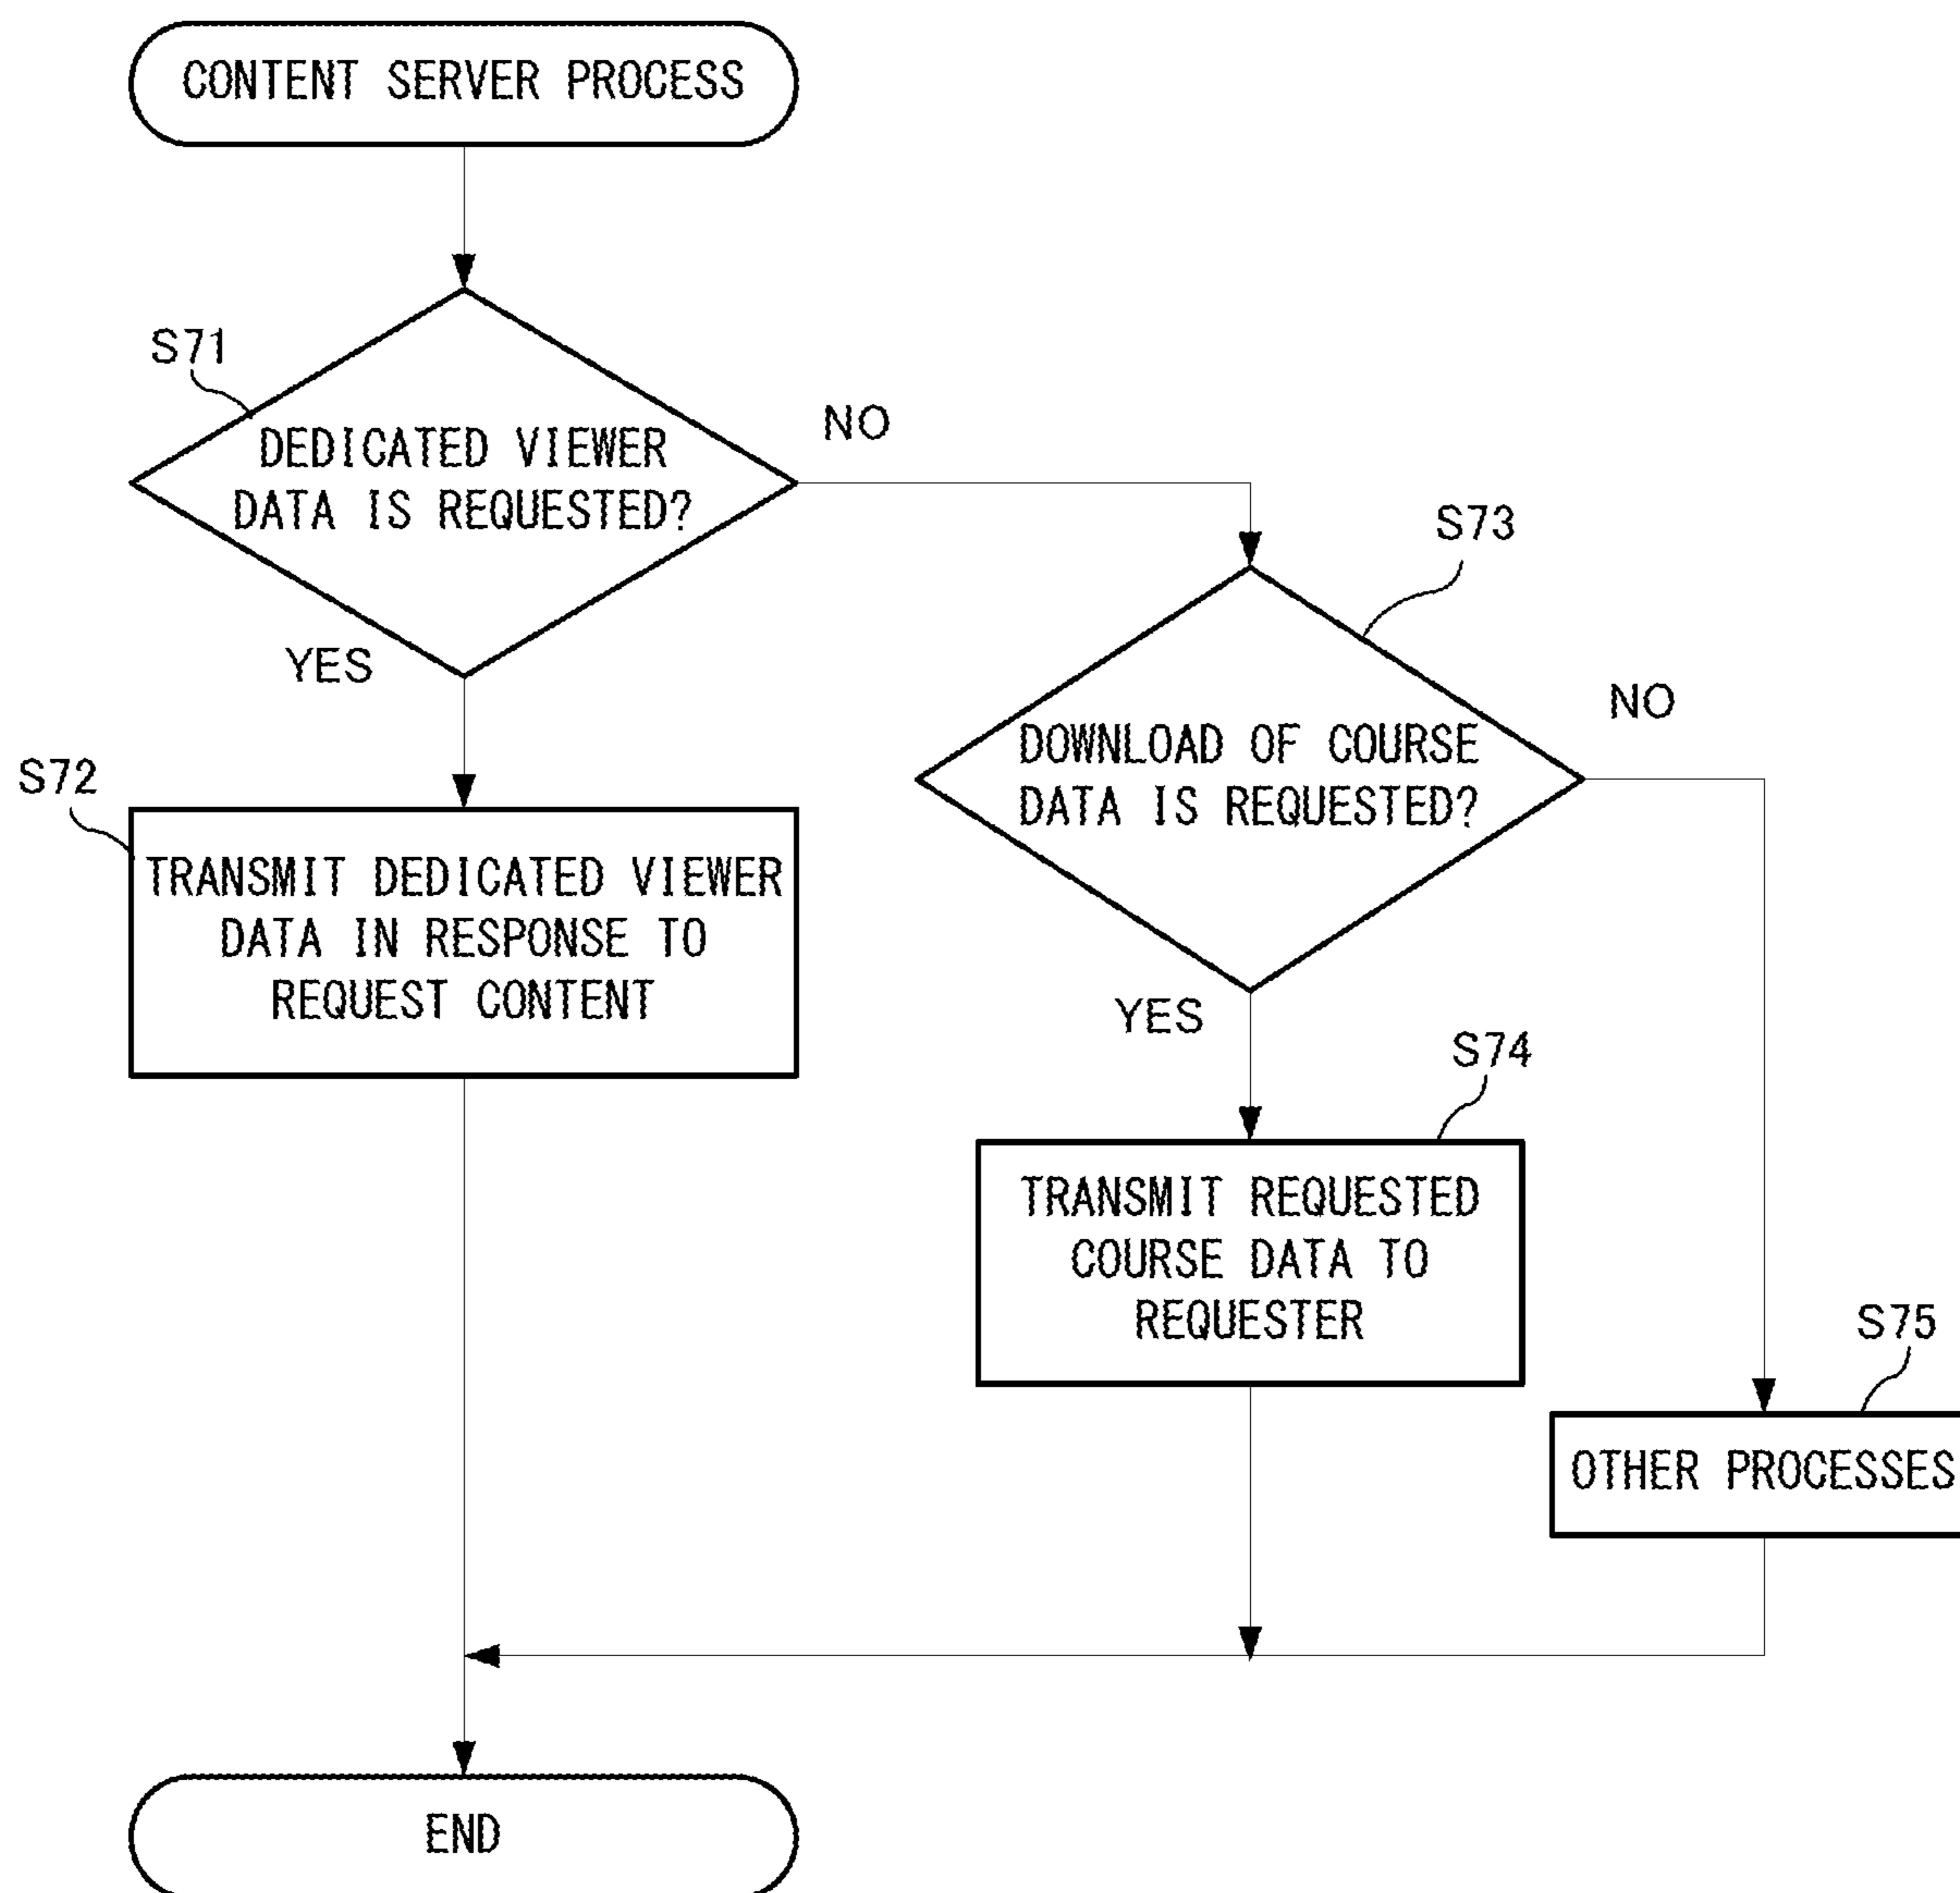 CONTENT SERVER PROCESS
S71
DEDICATED VIEWER
DATA IS REQUESTED?
NO
YES
S72
TRANSMIT DEDICATED VIEWER
DATA IN RESPONSE TO
REQUEST CONTENT
S73
DOWNLOAD OF COURSE
DATA IS REQUESTED?
NO
YES
S74
TRANSMIT REQUESTED
COURSE DATA TO
REQUESTER
S75
OTHER PROCESSES
END